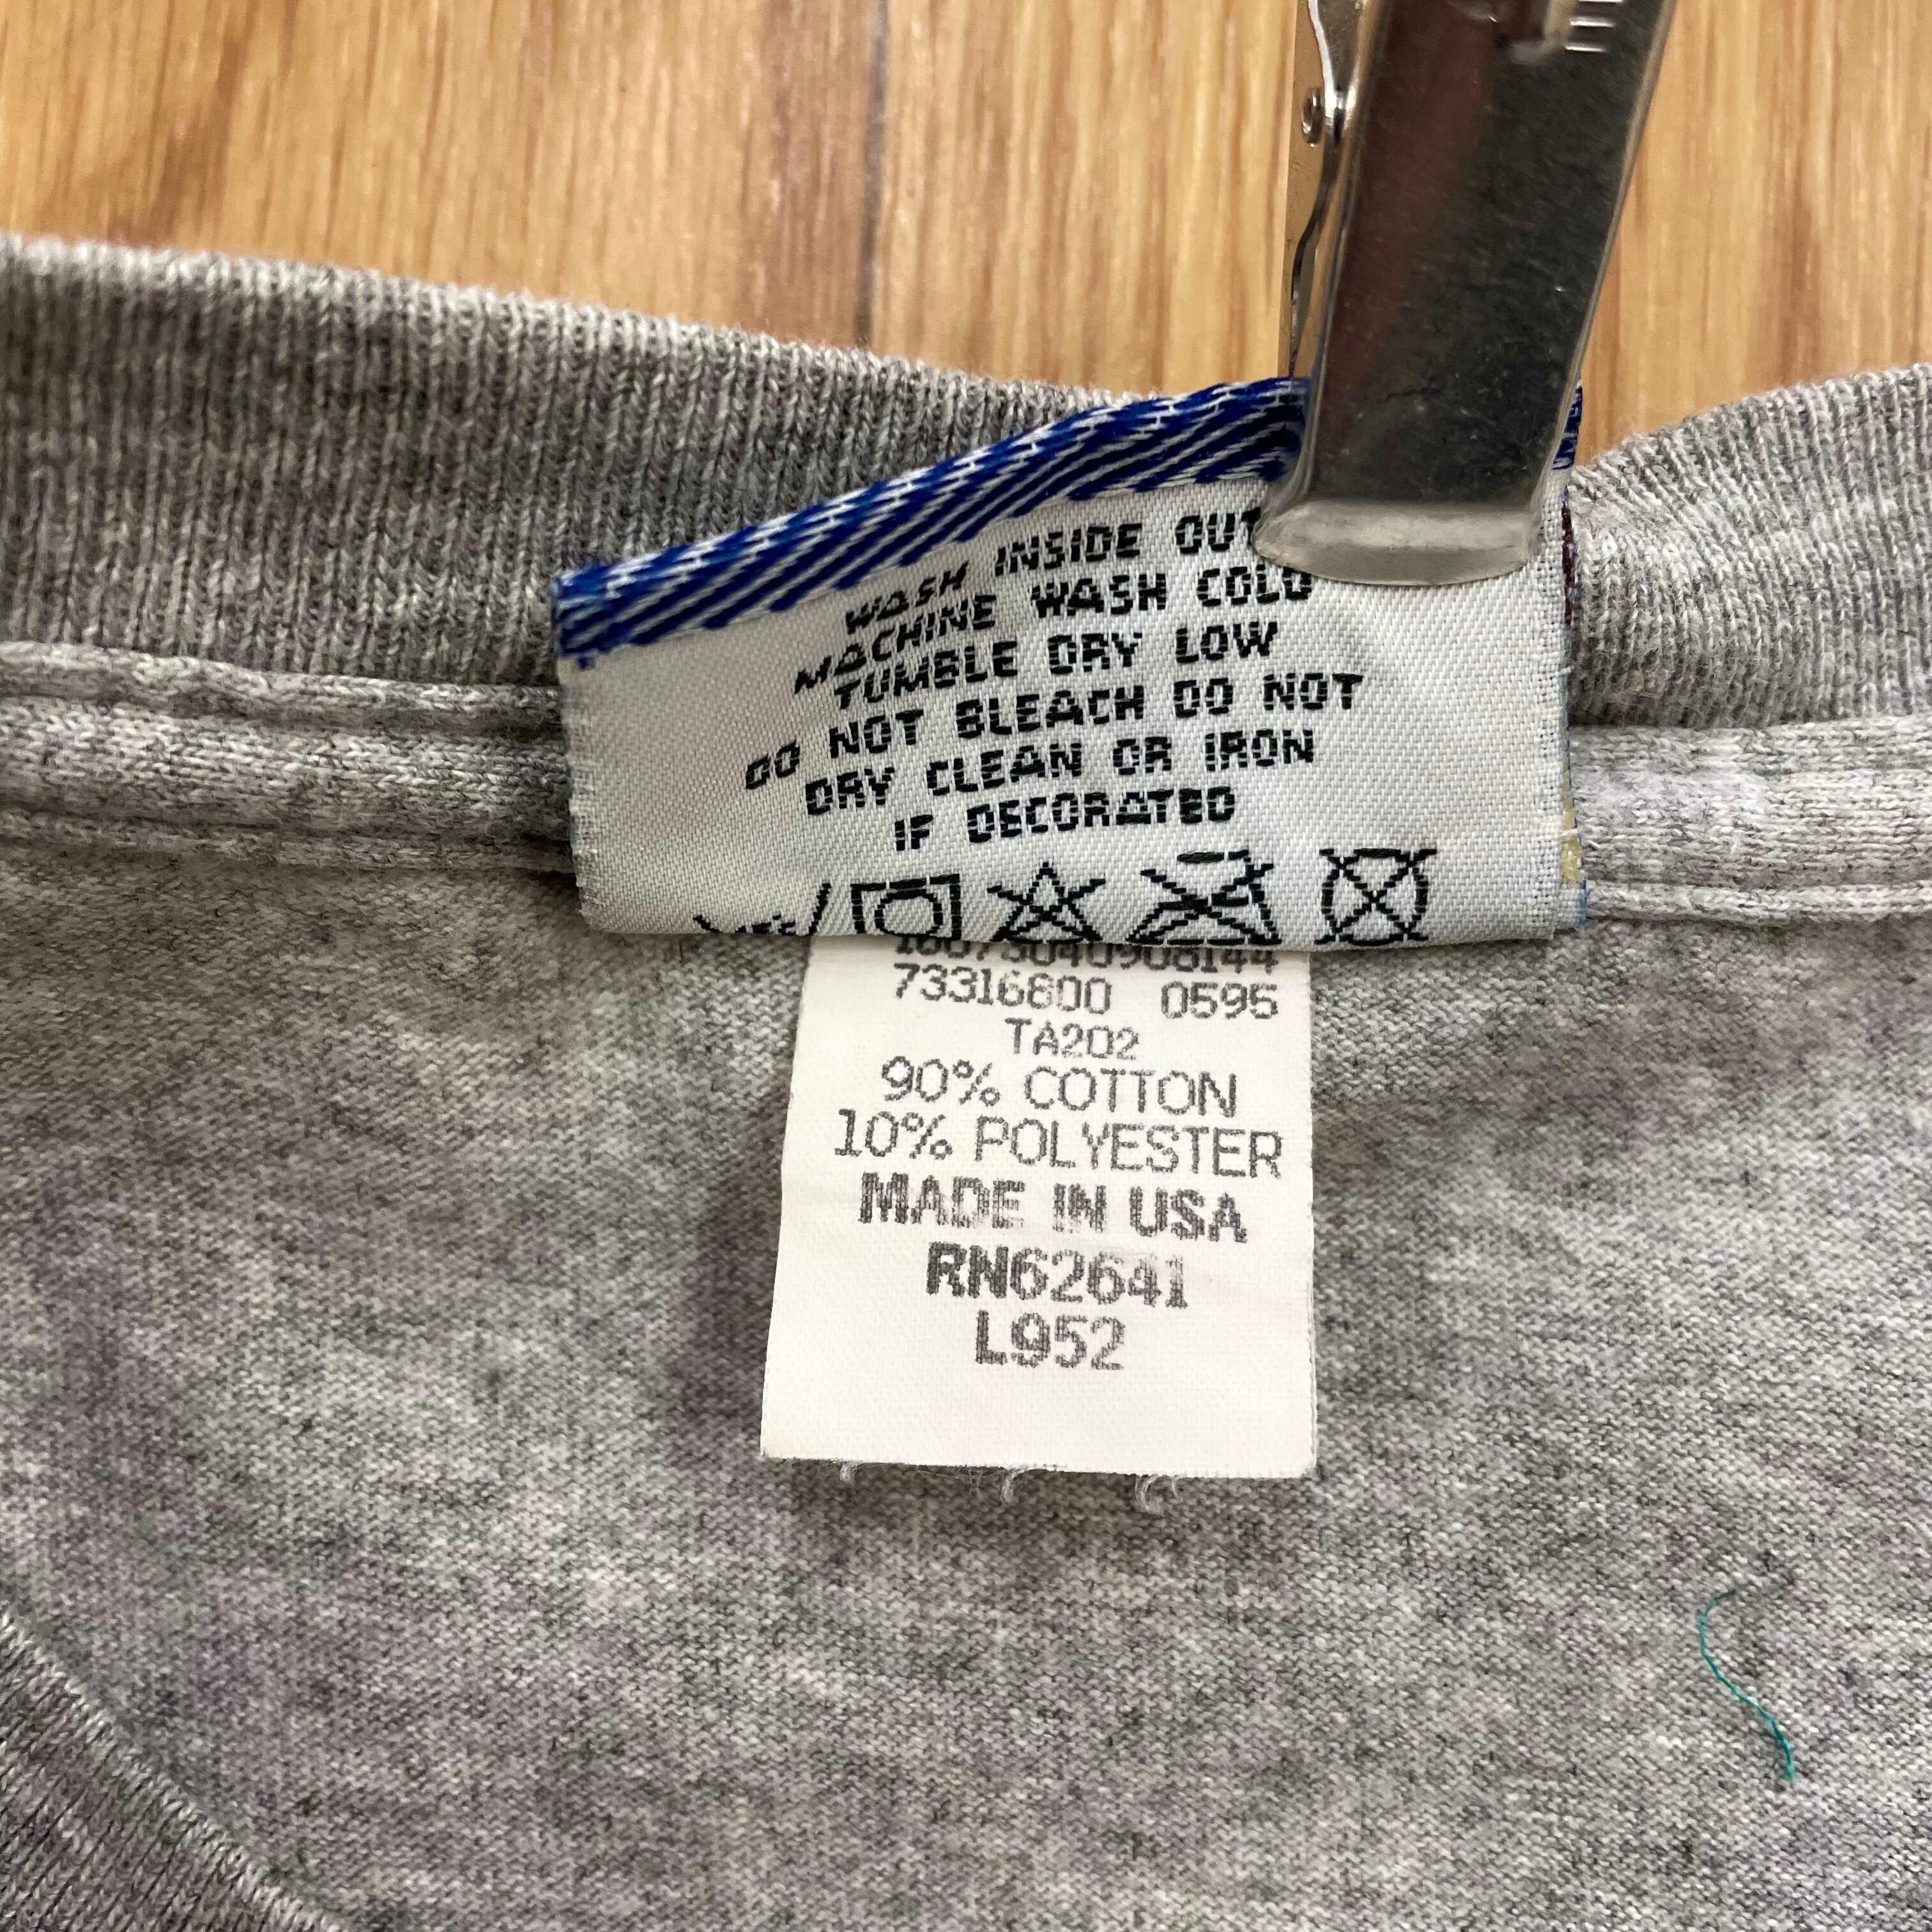 WASH INSIDE OUT
MACHINE WASH COLD
TUMBLE DRY LOW
DO NOT BLEACH DO NOT
DRY CLEAN OR IRON
IF DECORATED
73316800 0595
TA202
90% COTTON
10% POLYESTER
MADE IN USA
RN62641
L952